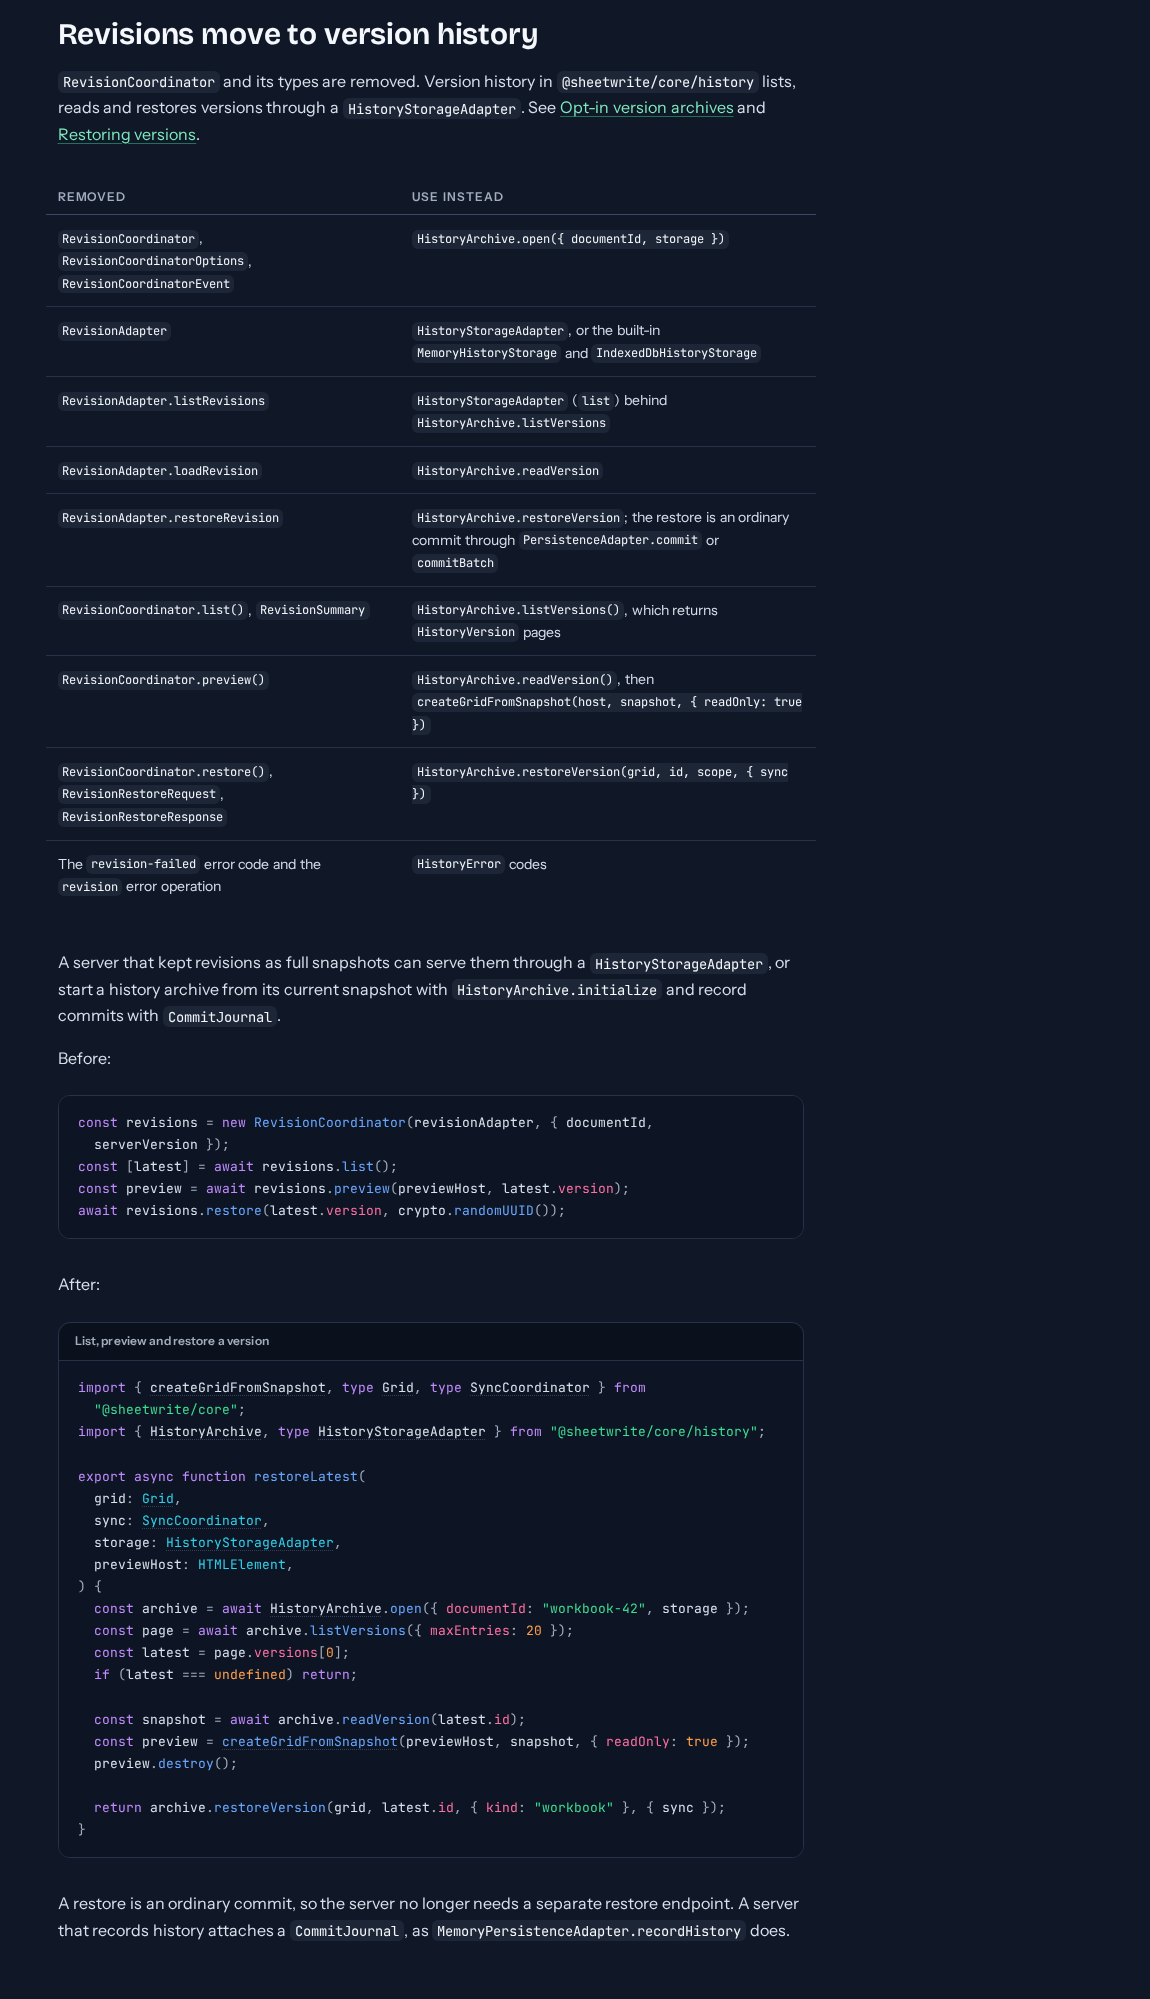 Revisions move to version history
RevisionCoordinator and its types are removed. Version history in @sheetwrite/core/history lists,
reads and restores versions through a HistoryStorageAdapter. See Opt-in version archives and
Restoring versions.
REMOVED
USE INSTEAD
RevisionCoordinator,
RevisionCoordinatorOptions,
RevisionCoordinatorEvent
HistoryArchive.open({ documentId, storage })
RevisionAdapter
HistoryStorageAdapter, or the built-in
MemoryHistoryStorage and IndexedDbHistoryStorage
RevisionAdapter.listRevisions
HistoryStorageAdapter (list) behind
HistoryArchive.listVersions
RevisionAdapter.loadRevision
HistoryArchive.readVersion
RevisionAdapter.restoreRevision
HistoryArchive.restoreVersion; the restore is an ordinary
commit through PersistenceAdapter.commit or
commitBatch
RevisionCoordinator.list(), RevisionSummary
HistoryArchive.listVersions(), which returns
HistoryVersion pages
RevisionCoordinator.preview()
HistoryArchive.readVersion(), then
createGridFromSnapshot(host, snapshot, { readOnly: true
})
RevisionCoordinator.restore(),
RevisionRestoreRequest,
RevisionRestoreResponse
HistoryArchive.restoreVersion(grid, id, scope, { sync
})
The revision-failed error code and the
revision error operation
HistoryError codes
A server that kept revisions as full snapshots can serve them through a HistoryStorageAdapter, or
start a history archive from its current snapshot with HistoryArchive.initialize and record
commits with CommitJournal.
Before:
const revisions = new RevisionCoordinator(revisionAdapter, { documentId,
  serverVersion });
const [latest] = await revisions.list();
const preview = await revisions.preview(previewHost, latest.version);
await revisions.restore(latest.version, crypto.randomUUID());
After:
List, preview and restore a version
import { createGridFromSnapshot, type Grid, type SyncCoordinator } from
  "@sheetwrite/core";
import { HistoryArchive, type HistoryStorageAdapter } from "@sheetwrite/core/history";
export async function restoreLatest(
  grid: Grid,
  sync: SyncCoordinator,
  storage: HistoryStorageAdapter,
  previewHost: HTMLElement,
) {
  const archive = await HistoryArchive.open({ documentId: "workbook-42", storage });
  const page = await archive.listVersions({ maxEntries: 20 });
  const latest = page.versions[0];
  if (latest === undefined) return;
  const snapshot = await archive.readVersion(latest.id);
  const preview = createGridFromSnapshot(previewHost, snapshot, { readOnly: true });
  preview.destroy();
  return archive.restoreVersion(grid, latest.id, { kind: "workbook" }, { sync });
}
A restore is an ordinary commit, so the server no longer needs a separate restore endpoint. A server
that records history attaches a CommitJournal, as MemoryPersistenceAdapter.recordHistory does.